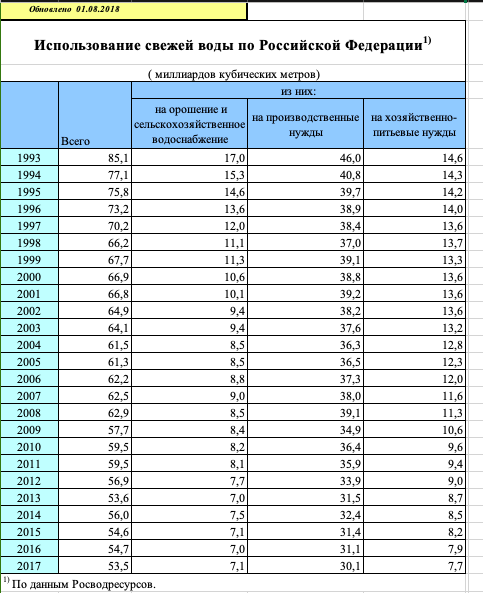 Обновлено 01.08.2018
Использование свежей воды по Российской Федерации1)
( миллиардов кубических метров)
из них:
Всего
на орошение и
сельскохозяйственное
водоснабжение
на производственные
нужды
на хозяйственно-
питьевые нужды
1993 85,1 17,0 46,0 14,6
1994 77,1 15,3 40,8 14,3
1995 75,8 14,6 39,7 14,2
1996 73,2 13,6 38,9 14,0
1997 70,2 12,0 38,4 13,6
1998 66,2 11,1 37,0 13,7
1999 67,7 11,3 39,1 13,3
2000 66,9 10,6 38,8 13,6
2001 66,8 10,1 39,2 13,6
2002 64,9 9,4 38,2 13,6
2003 64,1 9,4 37,6 13,2
2004 61,5 8,5 36,3 12,8
2005 61,3 8,5 36,5 12,3
2006 62,2 8,8 37,3 12,0
2007 62,5 9,0 38,0 11,6
2008 62,9 8,5 39,1 11,3
2009 57,7 8,4 34,9 10,6
2010 59,5 8,2 36,4 9,6
2011 59,5 8,1 35,9 9,4
2012 56,9 7,7 33,9 9,0
2013 53,6 7,0 31,5 8,7
2014 56,0 7,5 32,4 8,5
2015 54,6 7,1 31,4 8,2
2016 54,7 7,0 31,1 7,9
2017 53,5 7,1 30,1 7,7
1) По данным Росводресурсов.